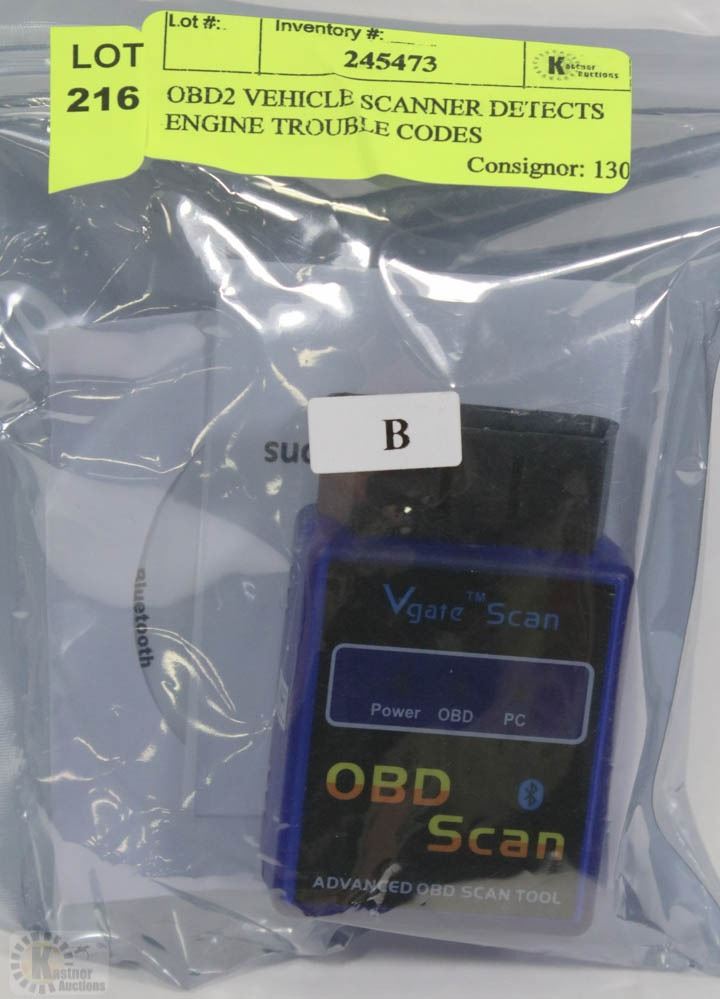 LOT
216
Lot #:.
Inventory #:
245473
Kastner
Auctions
OBD2 VEHICLE SCANNER DETECTS
ENGINE TROUBLE CODES
Consignor: 130
B
Bluetooth
Vgate™ Scan
Power OBD PC
OBD
Scan
ADVANCED OBD SCAN TOOL
Kastner
Auctions